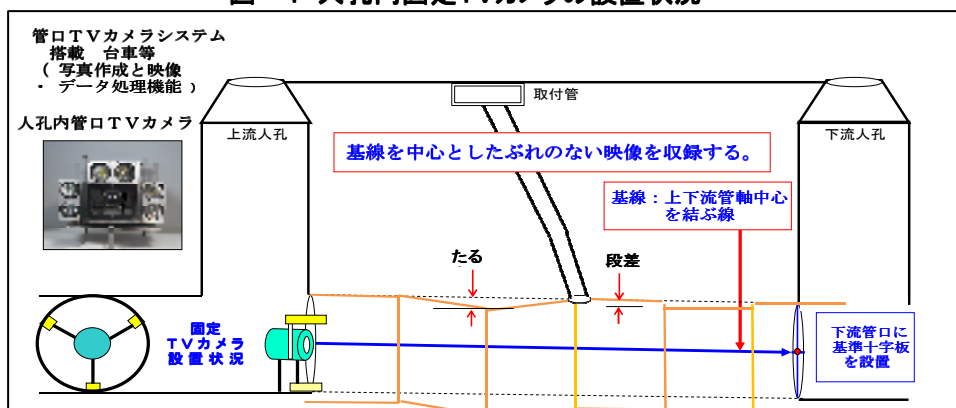 管口TVカメラシステム
搭載 台車等
( 写真作成と映像
・ データ処理機能 )
人孔内管口TVカメラ
上流人孔
取付管
下流人孔
基線を中心としたぶれのない映像を収録する。
基線：上下流管軸中心
を結ぶ線
たる
段差
固定
TVカメラ
設置状況
下流管口に
基準十字板
を設置